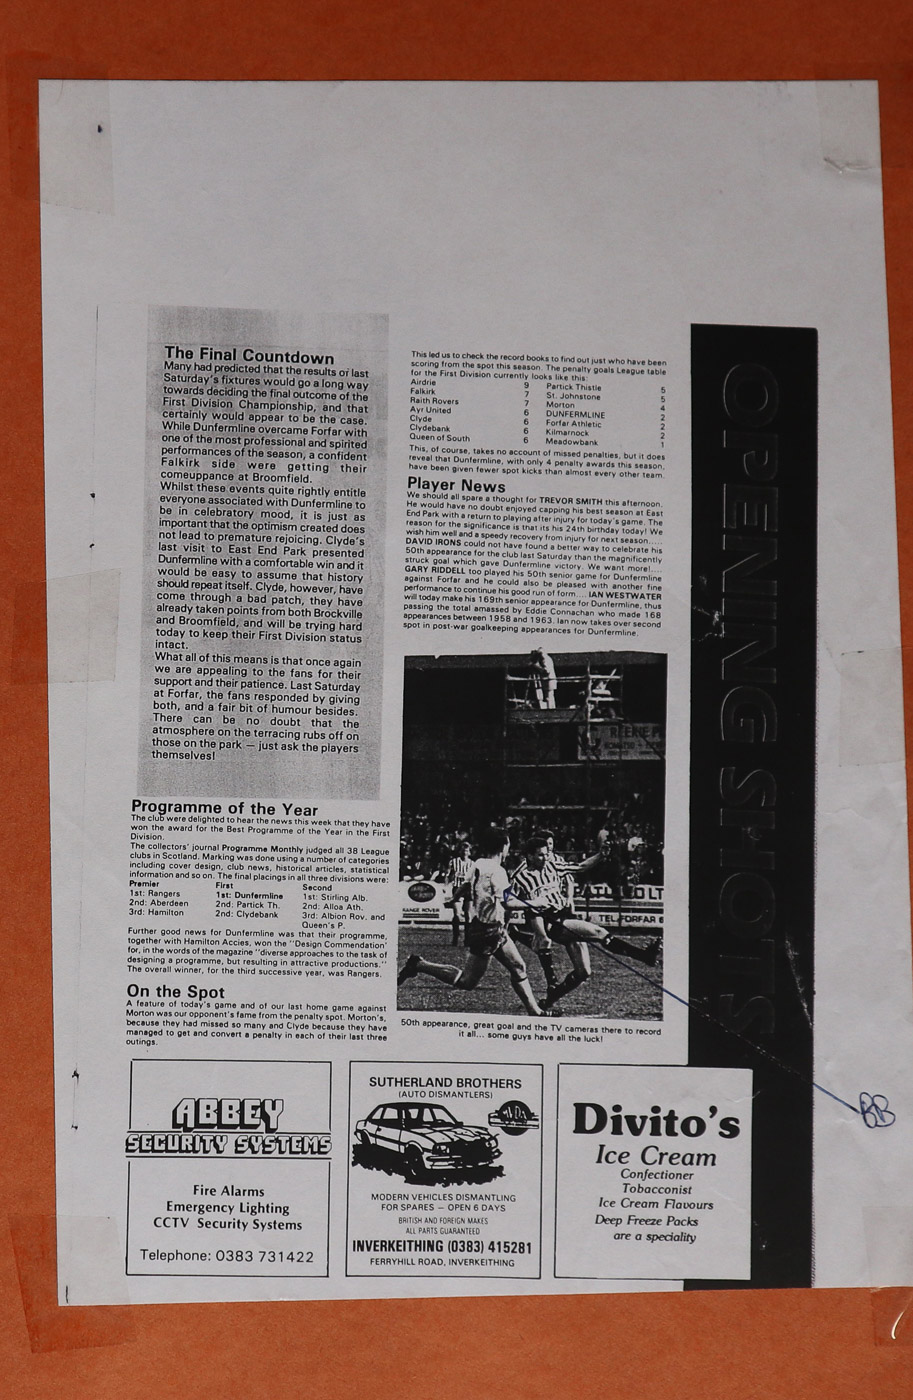 The Final Countdown
Many had predicted that the results of last
Saturday's fixtures would go a long way
towards deciding the final outcome of the
First Division Championship, and that
certainly would appear to be the case.
While Dunfermline overcame Forfar with
one of the most professional and spirited
performances of the season, a confident
Falkirk side were getting their
comeuppance at Broomfield.
Whilst these events quite rightly entitle
everyone associated with Dunfermline to
be in celebratory mood, it is just as
important that the optimism created does
not lead to premature rejoicing. Clyde's
last visit to East End Park presented
Dunfermline with a comfortable win and it
would be easy to assume that history
should repeat itself. Clyde, however, have
come through a bad patch, they have
already taken points from both Brockville
and Broomfield, and will be trying hard
today to keep their First Division status
intact.
What all of this means is that once again
we are appealing to the fans for their
support and their patience. Last Saturday
at Forfar, the fans responded by giving
both, and a fair bit of humour besides.
There can be no doubt that the
atmosphere on the terracing rubs off on
those on the park — just ask the players
themselves!
Programme of the Year
The club were delighted to hear the news this week that they have
won the award for the Best Programme of the Year in the First
Division.
The collectors' journal Programme Monthly judged all 38 League
clubs in Scotland. Marking was done using a number of categories
including cover design, club news, historical articles, statistical
information and so on. The final placings in all three divisions were:
Premier First Second
1st: Rangers 1st: Dunfermline 1st: Stirling Alb.
2nd: Aberdeen 2nd: Partick Th. 2nd: Alloa Ath.
3rd: Hamilton 2nd: Clydebank 3rd: Albion Rov. and
Queen's P.
Further good news for Dunfermline was that their programme,
together with Hamilton Accies, won the "Design Commendation'
for, in the words of the magazine "diverse approaches to the task of
designing a programme, but resulting in attractive productions."
The overall winner, for the third successive year, was Rangers.
On the Spot
A feature of today's game and of our last home game against
Morton was our opponent's fame from the penalty spot. Morton's,
because they had missed so many and Clyde because they have
managed to get and convert a penalty in each of their last three
outings.
This led us to check the record books to find out just who have been
scoring from the spot this season. The penalty goals League table
for the First Division currently looks like this:
Airdrie 9 Partick Thistle 5
Falkirk 7 St. Johnstone 5
Raith Rovers 7 Morton 4
Ayr United 6 DUNFERMLINE 2
Clyde 6 Forfar Athletic 2
Clydebank 6 Kilmarnock 2
Queen of South 6 Meadowbank 1
This, of course, takes no account of missed penalties, but it does
reveal that Dunfermline, with only 4 penalty awards this season,
have been given fewer spot kicks than almost every other team.
Player News
We should all spare a thought for TREVOR SMITH this afternoon.
He would have no doubt enjoyed capping his best season at East
End Park with a return to playing after injury for today's game. The
reason for the significance is that its his 24th birthday today! We
wish him well and a speedy recovery from injury for next season.....
DAVID IRONS could not have found a better way to celebrate his
50th appearance for the club last Saturday than the magnificently
struck goal which gave Dunfermline victory. We want more!....
GARY RIDDELL too played his 50th senior game for Dunfermline
against Forfar and he could also be pleased with another fine
performance to continue his good run of form.... IAN WESTWATER
will today make his 169th senior appearance for Dunfermline, thus
passing the total amassed by Eddie Connachan who made 168
appearances between 1958 and 1963. Ian now takes over second
spot in post-war goalkeeping appearances for Dunfermline.
RANGE ROVER
TEL. FORFAR 6
50th appearance, great goal and the TV cameras there to record
it all... some guys have all the luck!
OPENING SHOTS
BB
ABBEY
SECURITY SYSTEMS
Fire Alarms
Emergency Lighting
CCTV Security Systems
Telephone: 0383 731422
SUTHERLAND BROTHERS
(AUTO DISMANTLERS)
MODERN VEHICLES DISMANTLING
FOR SPARES – OPEN 6 DAYS
BRITISH AND FOREIGN MAKES
ALL PARTS GUARANTEED
INVERKEITHING (0383) 415281
FERRYHILL ROAD, INVERKEITHING
Divito's
Ice Cream
Confectioner
Tobacconist
Ice Cream Flavours
Deep Freeze Packs
are a speciality